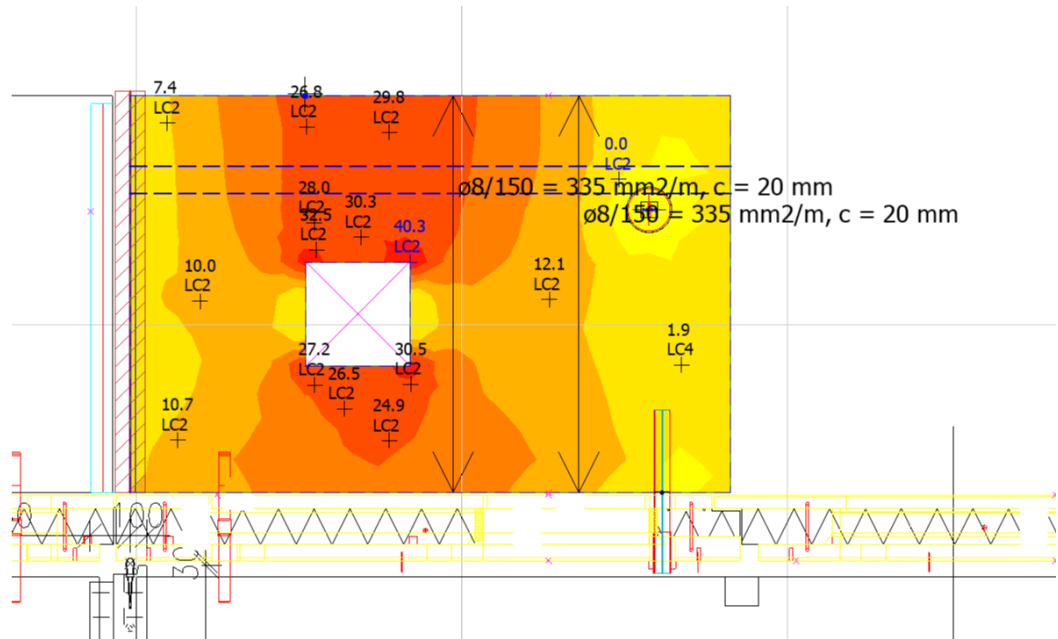 7.4
LC2
26.8
LC2
29.8
LC2
0.0
LC2
ø8/150 = 335 mm2/m, c = 20 mm
ø8/150 = 335 mm2/m, c = 20 mm
28.0
LC2
32.5
LC2
30.3
LC2
40.3
LC2
10.0
LC2
12.1
LC2
1.9
LC4
27.2
LC2
30.5
LC2
26.5
LC2
24.9
LC2
10.7
LC2
100